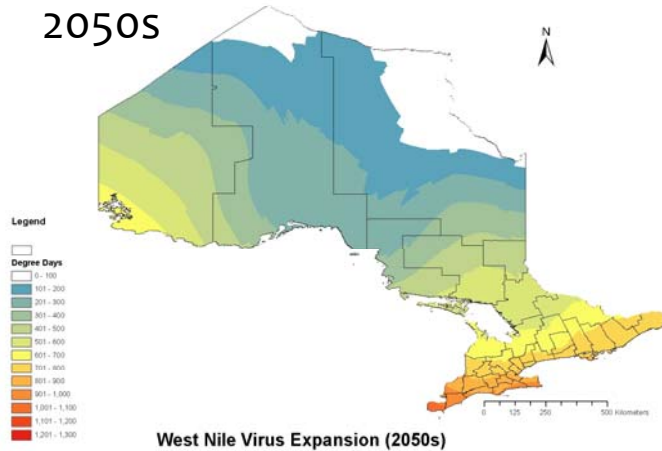 2050s
N
Legend
Degree Days
0 - 100
101 - 200
201 - 300
301 - 400
401 - 500
501 - 600
601 - 700
701 - 800
801 - 900
901 - 1,000
1,001 - 1,100
1,101 - 1,200
1,201 - 1,300
0 125 250 500 Kilometers
West Nile Virus Expansion (2050s)